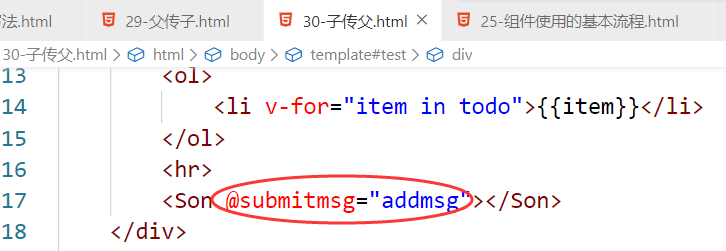 法.html 29-父传子.html 30-子传父.html 25-组件使用的基本流程.html
30-子传父.html > html > body > template#test > div
13 <ol>
14 <li v-for="item in todo">{{item}}</li>
15 </ol>
16 <hr>
17 <Son @submitmsg="addmsg"></Son>
18 </div>